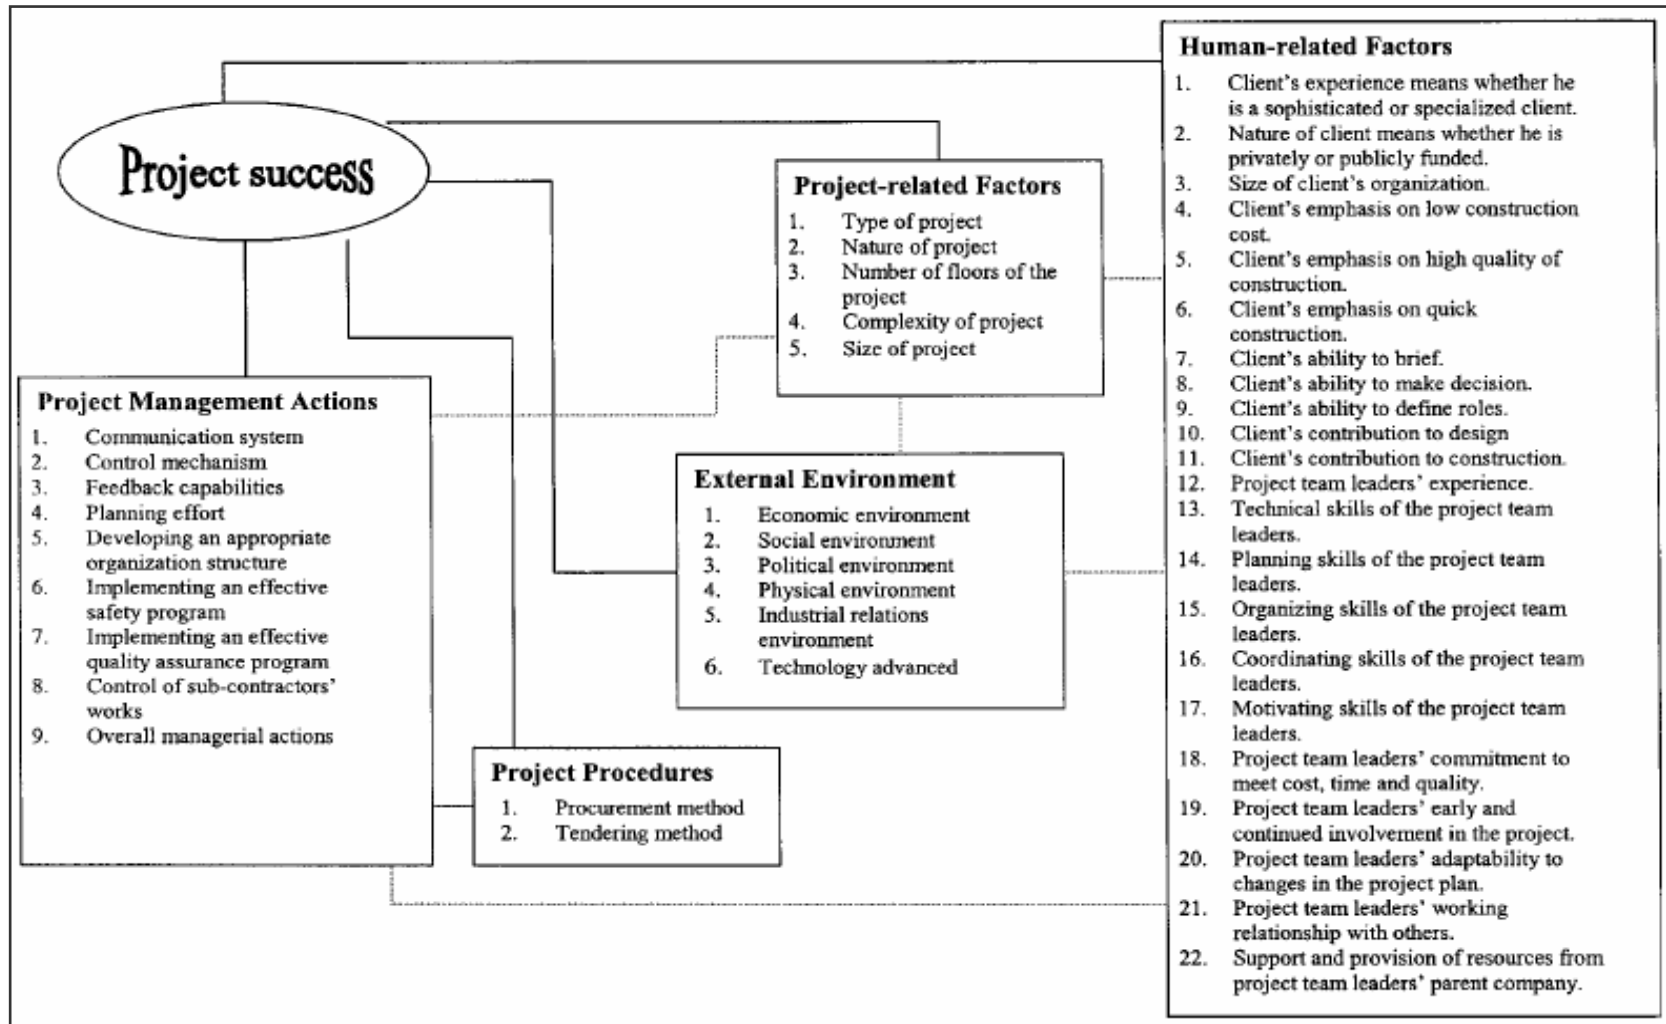 Project success
Human-related Factors
1. Client's experience means whether he
is a sophisticated or specialized client.
2. Nature of client means whether he is
privately or publicly funded.
3. Size of client's organization.
4. Client's emphasis on low construction
cost.
5. Client's emphasis on high quality of
construction.
6. Client's emphasis on quick
construction.
7. Client's ability to brief.
8. Client's ability to make decision.
9. Client's ability to define roles.
10. Client's contribution to design
11. Client's contribution to construction.
12. Project team leaders' experience.
13. Technical skills of the project team
leaders.
14. Planning skills of the project team
leaders.
15. Organizing skills of the project team
leaders.
16. Coordinating skills of the project team
leaders.
17. Motivating skills of the project team
leaders.
18. Project team leaders' commitment to
meet cost, time and quality.
19. Project team leaders' early and
continued involvement in the project.
20. Project team leaders' adaptability to
changes in the project plan.
21. Project team leaders' working
relationship with others.
22. Support and provision of resources from
project team leaders' parent company.
Project-related Factors
1. Type of project
2. Nature of project
3. Number of floors of the
project
4. Complexity of project
5. Size of project
Project Management Actions
1. Communication system
2. Control mechanism
3. Feedback capabilities
4. Planning effort
5. Developing an appropriate
organization structure
6. Implementing an effective
safety program
7. Implementing an effective
quality assurance program
8. Control of sub-contractors'
works
9. Overall managerial actions
External Environment
1. Economic environment
2. Social environment
3. Political environment
4. Physical environment
5. Industrial relations
environment
6. Technology advanced
Project Procedures
1. Procurement method
2. Tendering method